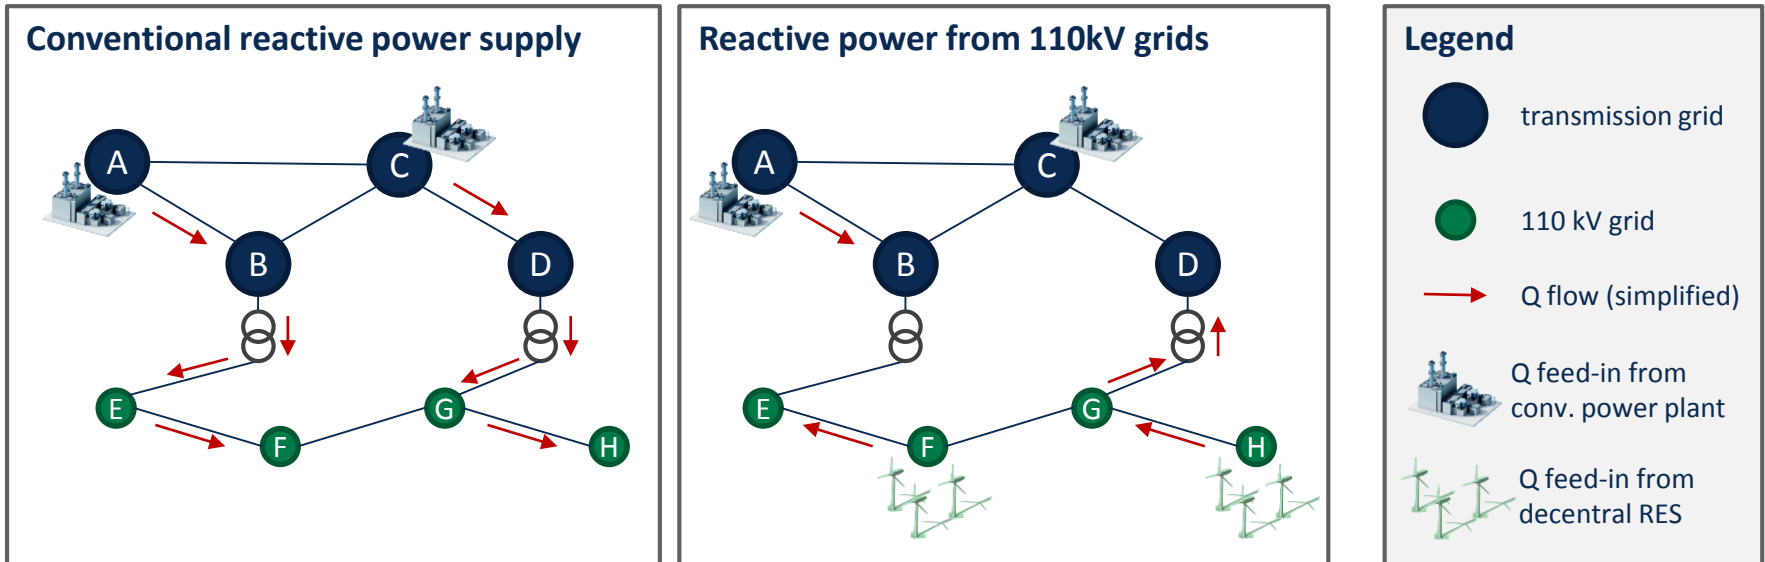 Conventional reactive power supply
A
C
B
D
E
F
G
H
Reactive power from 110kV grids
A
C
B
D
E
F
G
H
Legend
transmission grid
110 kV grid
Q flow (simplified)
Q feed-in from
conv. power plant
Q feed-in from
decentral RES